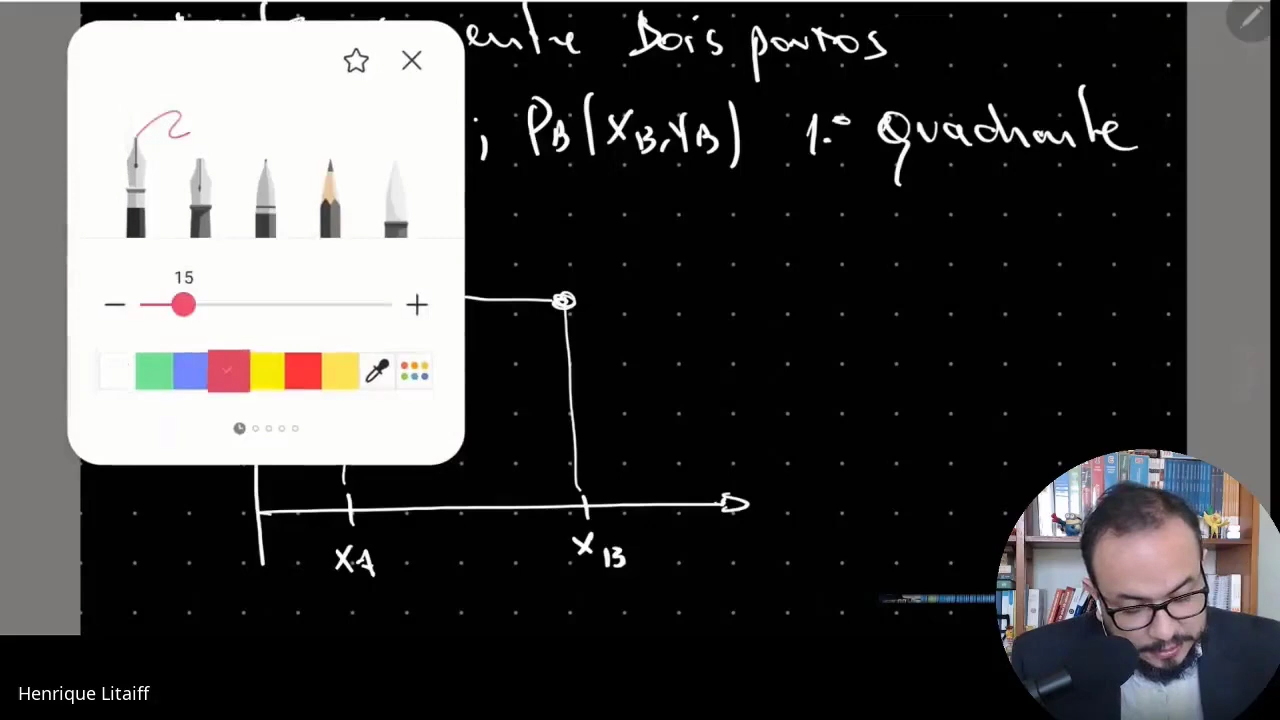 entre Dois pontos
; PB(XB,YB) 1.º Quadrante
15
XA
XB
Henrique Litaiff